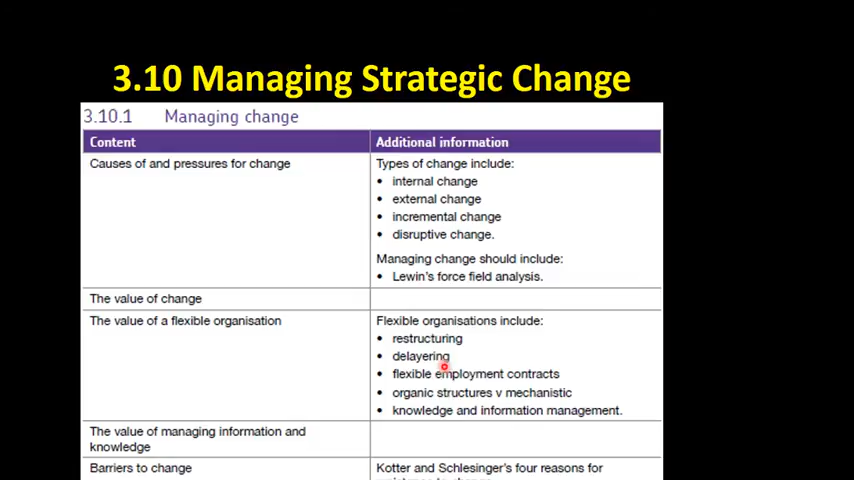 3.10 Managing Strategic Change
3.10.1 Managing change
Content Additional information
Causes of and pressures for change Types of change include:
• internal change
• external change
• incremental change
• disruptive change.
Managing change should include:
• Lewin's force field analysis.
The value of change
The value of a flexible organisation Flexible organisations include:
• restructuring
• delayering
• flexible employment contracts
• organic structures v mechanistic
• knowledge and information management.
The value of managing information and
knowledge
Barriers to change Kotter and Schlesinger's four reasons for